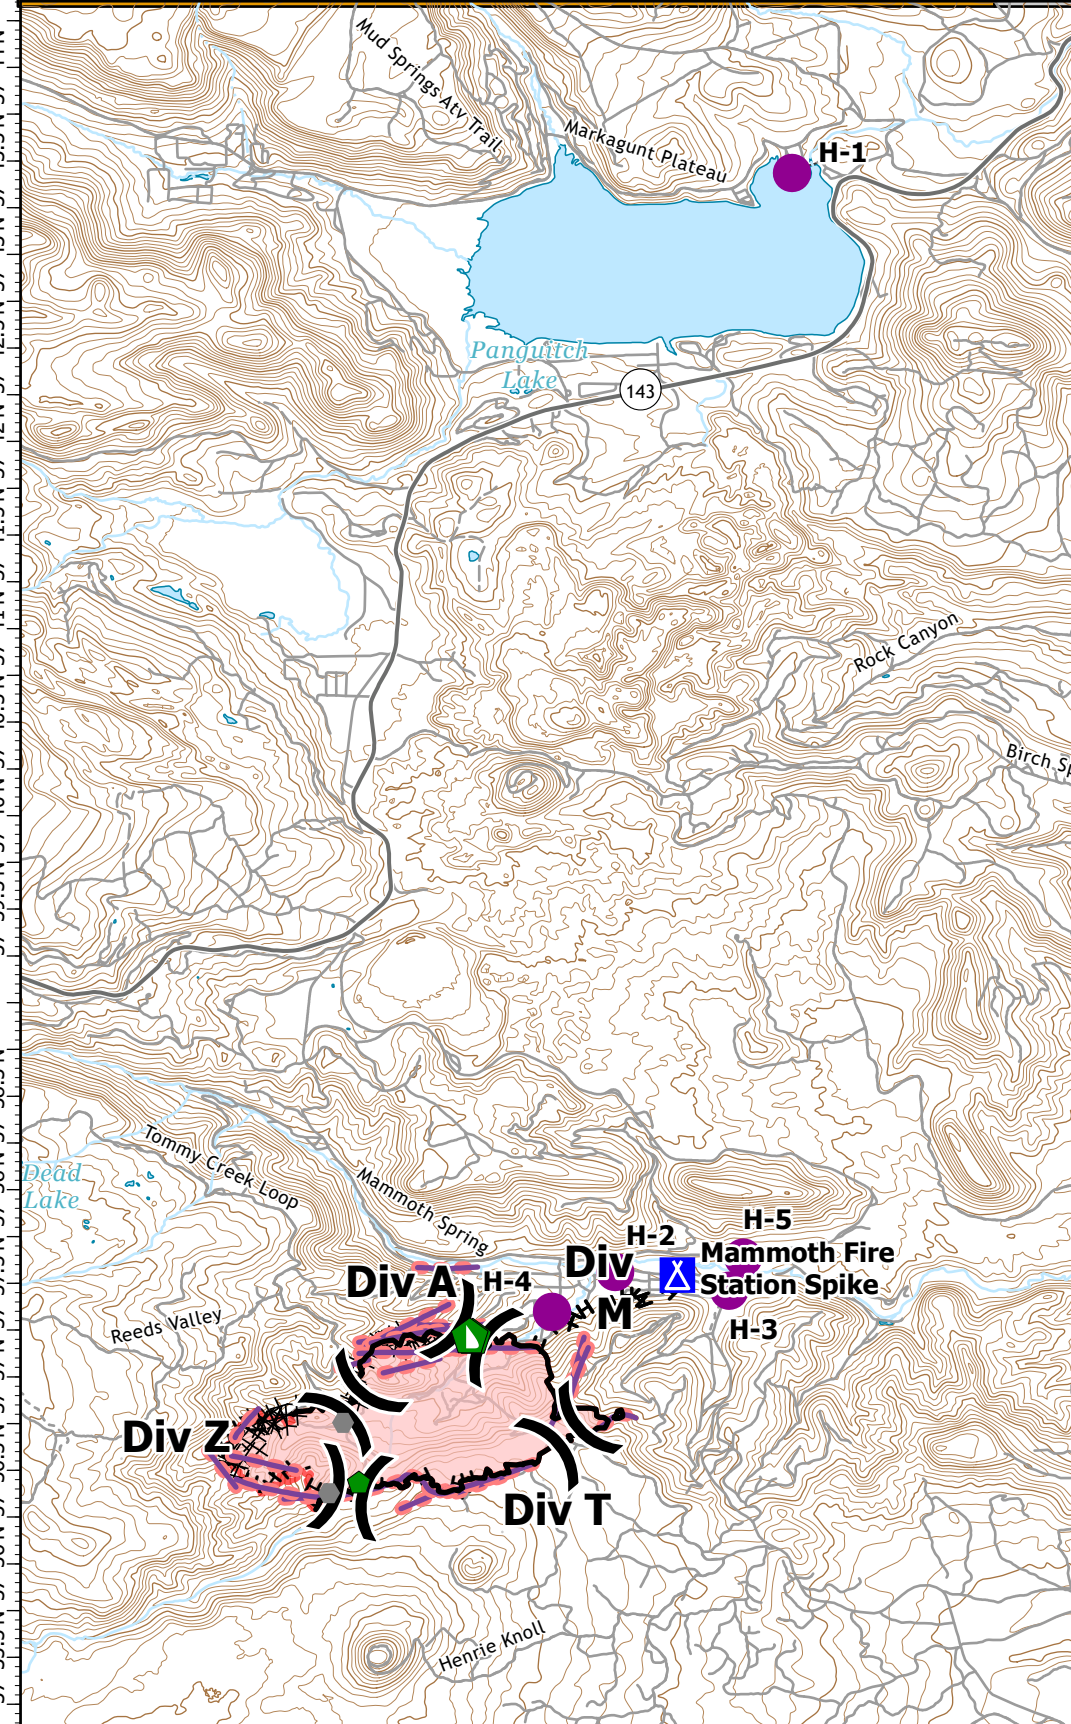 Mud Springs Atv Trail
Markagunt Plateau
H-1
Panguitch
Lake
143
Rock Canyon
Birch Sp
Tommy Creek Loop
Dead
Lake
Mammoth Spring
H-5
H-2
Mammoth Fire
Station Spike
Div
M
Div A
H-4
H-3
Reeds Valley
Div Z
Div T
Henrie Knoll